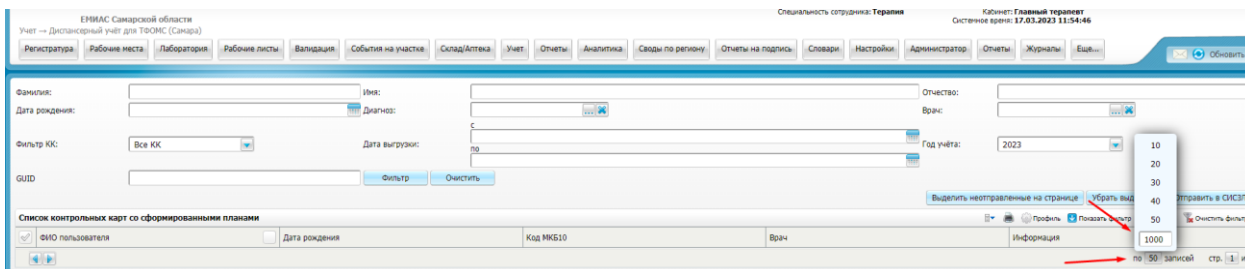 Специальность сотрудника: Терапия
Кабинет: Главный терапевт
ЕМИАС Самарской области
Системное время: 17.03.2023 11:54:46
Учет → Диспансерный учёт для ТФОМС (Самара)
Регистратура Рабочие места Лаборатория Рабочие листы Валидация События на участке Склад/Аптека Учет Отчеты Аналитика Своды по региону Отчеты на подпись Словари Настройки Администратор Отчеты Журналы Еще... Обновить
Фамилия: Имя: Отчество:
Дата рождения: Диагноз: ... Врач: ...
с
Фильтр КК: Все КК Дата выгрузки: по Год учёта: 2023
10
20
30
40
50
1000
GUID Фильтр Очистить
Выделить неотправленные на странице Убрать выд Отправить в СИСЗЛ
Список контрольных карт со сформированными планами Профиль Показать фильтр Очистить фильт
ФИО пользователя Дата рождения Код МКБ10 Врач Информация
по 50 записей стр. 1 и